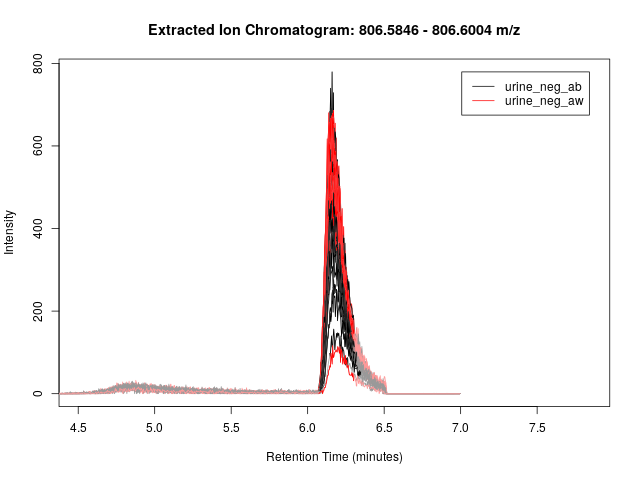 Extracted Ion Chromatogram: 806.5846 - 806.6004 m/z
800
600
400
200
0
Intensity
urine_neg_ab
urine_neg_aw
4.5 5.0 5.5 6.0 6.5 7.0 7.5
Retention Time (minutes)